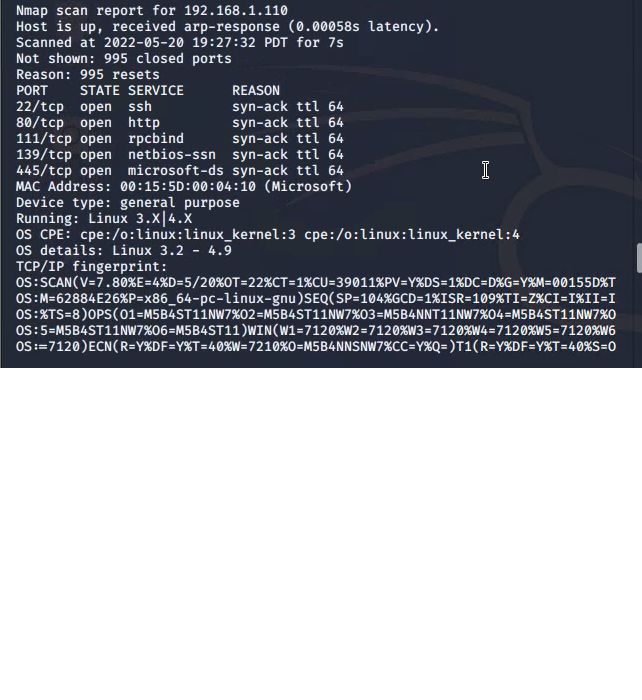 Nmap scan report for 192.168.1.110
Host is up, received arp-response (0.00058s latency).
Scanned at 2022-05-20 19:27:32 PDT for 7s
Not shown: 995 closed ports
Reason: 995 resets
PORT    STATE SERVICE      REASON
22/tcp  open  ssh          syn-ack ttl 64
80/tcp  open  http         syn-ack ttl 64
111/tcp open  rpcbind      syn-ack ttl 64
139/tcp open  netbios-ssn  syn-ack ttl 64
445/tcp open  microsoft-ds syn-ack ttl 64
MAC Address: 00:15:5D:00:04:10 (Microsoft)
Device type: general purpose
Running: Linux 3.X|4.X
OS CPE: cpe:/o:linux:linux_kernel:3 cpe:/o:linux:linux_kernel:4
OS details: Linux 3.2 - 4.9
TCP/IP fingerprint:
OS:SCAN(V=7.80%E=4%D=5/20%OT=22%CT=1%CU=39011%PV=Y%DS=1%DC=D%G=Y%M=00155D%T
OS:M=62884E26%P=x86_64-pc-linux-gnu)SEQ(SP=104%GCD=1%ISR=109%TI=Z%CI=I%II=I
OS:%TS=8)OPS(O1=M5B4ST11NW7%O2=M5B4ST11NW7%O3=M5B4NNT11NW7%O4=M5B4ST11NW7%O
OS:5=M5B4ST11NW7%O6=M5B4ST11)WIN(W1=7120%W2=7120%W3=7120%W4=7120%W5=7120%W6
OS:=7120)ECN(R=Y%DF=Y%T=40%W=7210%O=M5B4NNSNW7%CC=Y%Q=)T1(R=Y%DF=Y%T=40%S=O